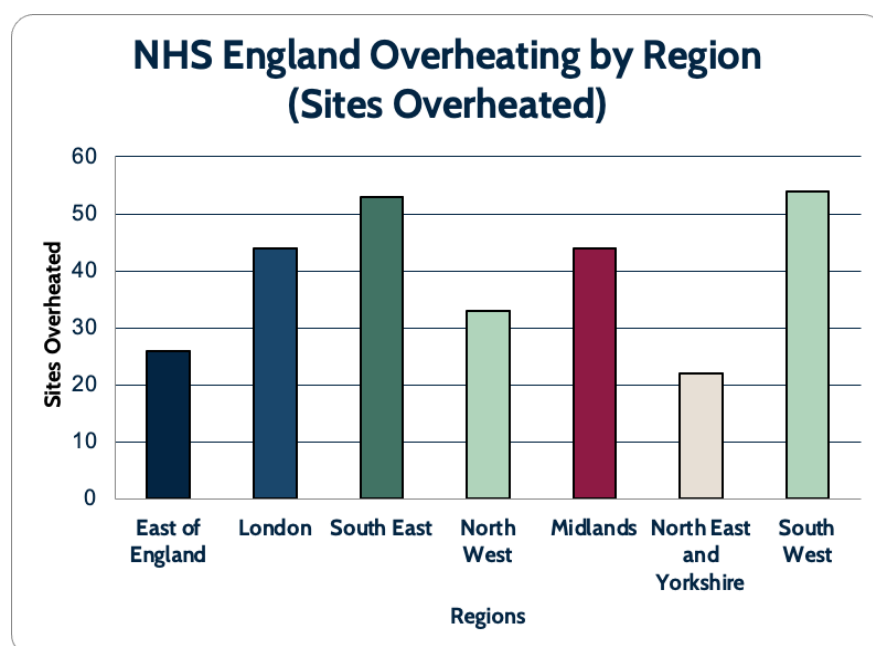 NHS England Overheating by Region
(Sites Overheated)
60
50
40
30
20
10
0
Sites Overheated
East of
England
London
South East
North
West
Midlands
North East
and
Yorkshire
South
West
Regions